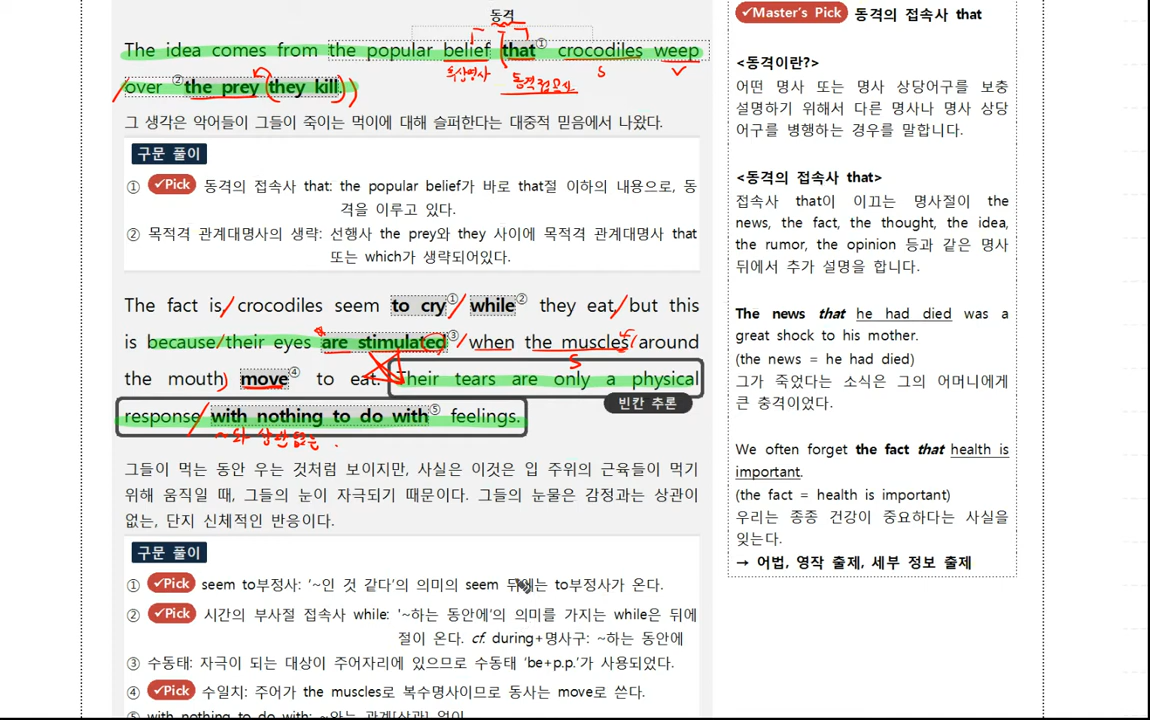 동격
The idea comes from the popular belief that① crocodiles weep
추상명사 동격접속사 S V
over ②the prey (they kill.)
그 생각은 악어들이 그들이 죽이는 먹이에 대해 슬퍼한다는 대중적 믿음에서 나왔다.
구문 풀이
① ✓Pick 동격의 접속사 that: the popular belief가 바로 that절 이하의 내용으로, 동
격을 이루고 있다.
② 목적격 관계대명사의 생략: 선행사 the prey와 they 사이에 목적격 관계대명사 that
또는 which가 생략되어있다.
The fact is/ crocodiles seem to cry①/ while② they eat,/ but this
is because/ their eyes are stimulated③/ when the muscles/ around
S
the mouth) move④ to eat. Their tears are only a physical
빈칸 추론
response/ with nothing to do with⑤ feelings.
~와 상관없는
그들이 먹는 동안 우는 것처럼 보이지만, 사실은 이것은 입 주위의 근육들이 먹기
위해 움직일 때, 그들의 눈이 자극되기 때문이다. 그들의 눈물은 감정과는 상관이
없는, 단지 신체적인 반응이다.
구문 풀이
① ✓Pick seem to부정사: '~인 것 같다'의 의미의 seem 뒤에는 to부정사가 온다.
② ✓Pick 시간의 부사절 접속사 while: '~하는 동안에'의 의미를 가지는 while은 뒤에
절이 온다. cf. during+명사구: ~하는 동안에
③ 수동태: 자극이 되는 대상이 주어자리에 있으므로 수동태 'be+p.p.'가 사용되었다.
④ ✓Pick 수일치: 주어가 the muscles로 복수명사이므로 동사는 move로 쓴다.
⑤ with nothing to do with: ~와는 관계[상관] 없이
✓Master's Pick 동격의 접속사 that
<동격이란?>
어떤 명사 또는 명사 상당어구를 보충
설명하기 위해서 다른 명사나 명사 상당
어구를 병행하는 경우를 말합니다.
<동격의 접속사 that>
접속사 that이 이끄는 명사절이 the
news, the fact, the thought, the idea,
the rumor, the opinion 등과 같은 명사
뒤에서 추가 설명을 합니다.
The news that he had died was a
great shock to his mother.
(the news = he had died)
그가 죽었다는 소식은 그의 어머니에게
큰 충격이었다.
We often forget the fact that health is
important.
(the fact = health is important)
우리는 종종 건강이 중요하다는 사실을
잊는다.
→ 어법, 영작 출제, 세부 정보 출제